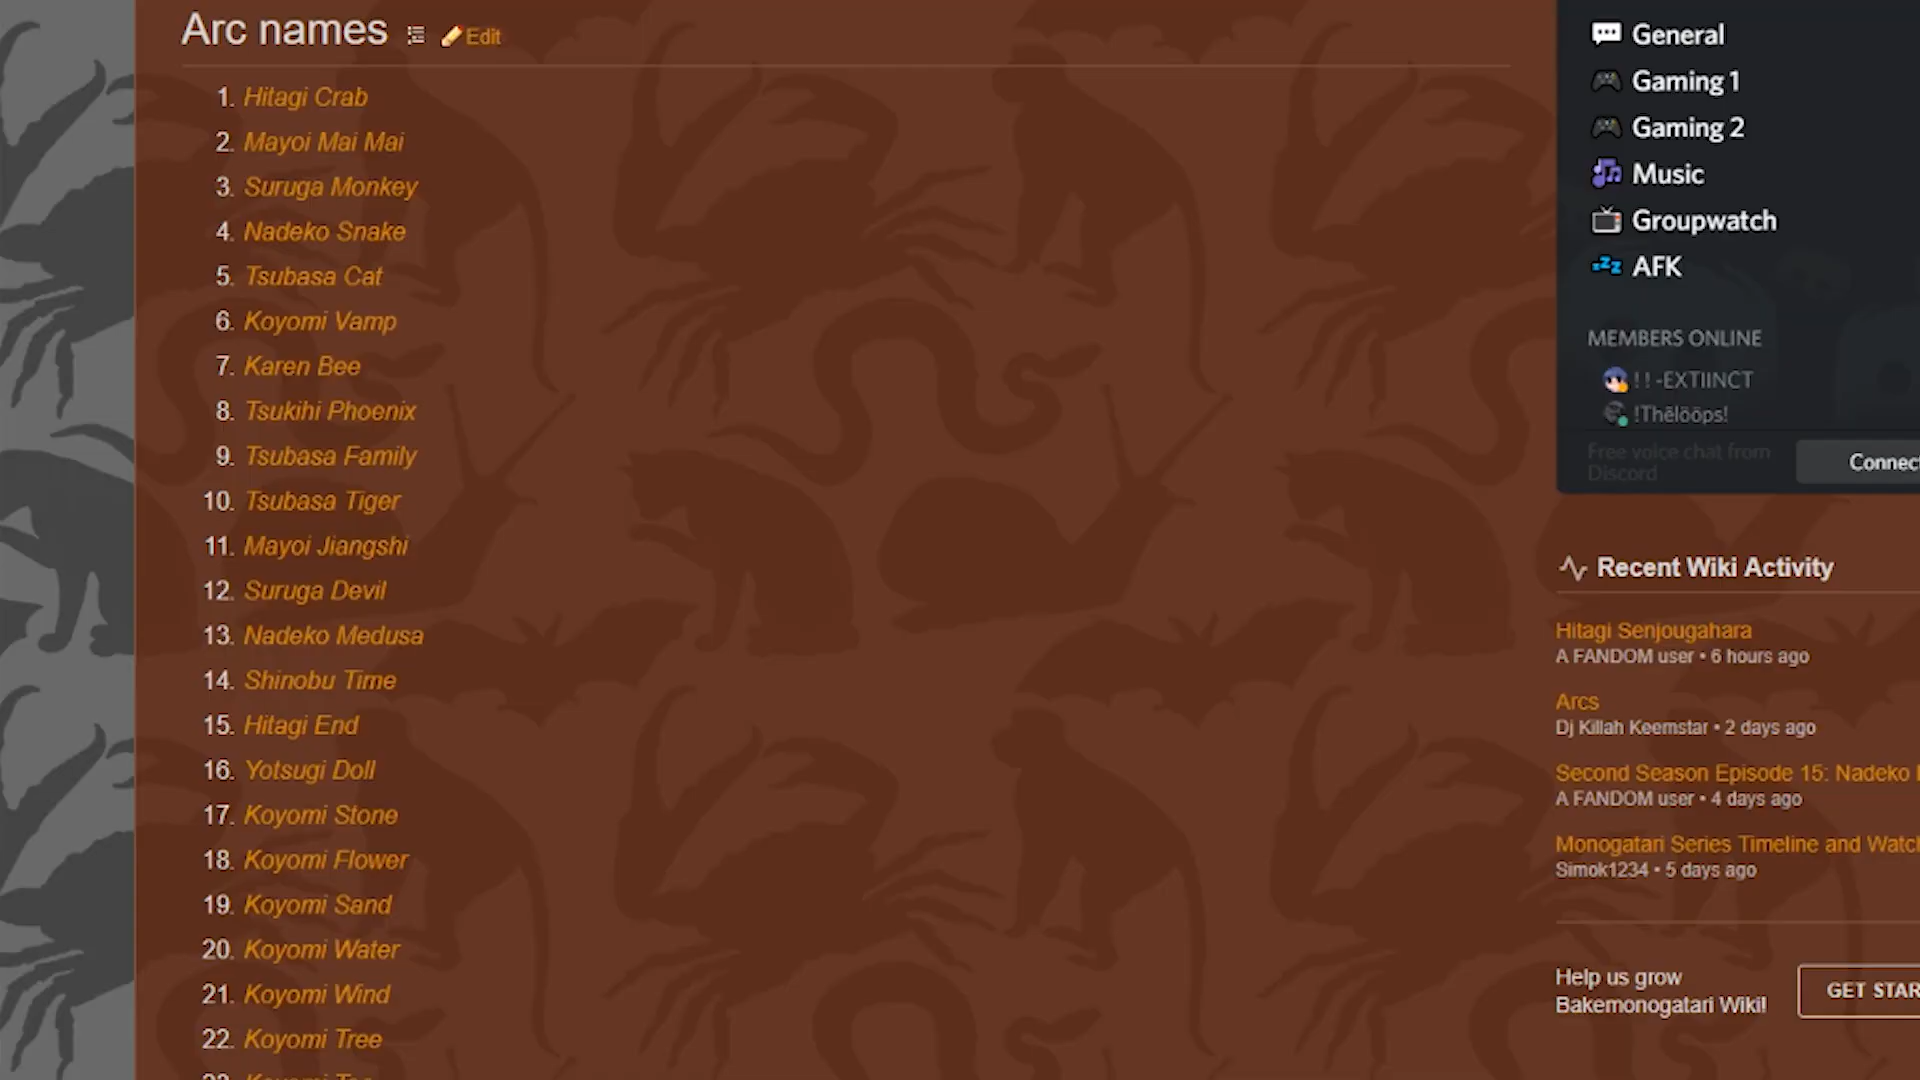 Arc names Edit
1. Hitagi Crab
2. Mayoi Mai Mai
3. Suruga Monkey
4. Nadeko Snake
5. Tsubasa Cat
6. Koyomi Vamp
7. Karen Bee
8. Tsukihi Phoenix
9. Tsubasa Family
10. Tsubasa Tiger
11. Mayoi Jiangshi
12. Suruga Devil
13. Nadeko Medusa
14. Shinobu Time
15. Hitagi End
16. Yotsugi Doll
17. Koyomi Stone
18. Koyomi Flower
19. Koyomi Sand
20. Koyomi Water
21. Koyomi Wind
22. Koyomi Tree
General
Gaming 1
Gaming 2
Music
Groupwatch
AFK
MEMBERS ONLINE
! ! -EXTIINCT
!Thēlööps!
Free voice chat from
Discord
Connect
Recent Wiki Activity
Hitagi Senjougahara
A FANDOM user • 6 hours ago
Arcs
Dj Killah Keemstar • 2 days ago
Second Season Episode 15: Nadeko
A FANDOM user • 4 days ago
Monogatari Series Timeline and Watch
Simok1234 • 5 days ago
Help us grow
Bakemonogatari Wiki!
GET STAR